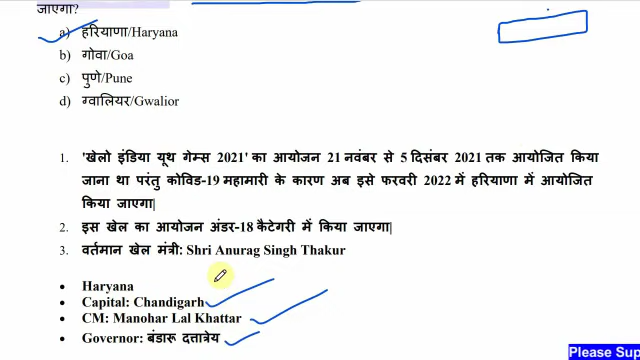 जाएगा?
a) हरियाणा/Haryana
b) गोवा/Goa
c) पुणे/Pune
d) ग्वालियर/Gwalior
1. 'खेलो इंडिया यूथ गेम्स 2021' का आयोजन 21 नवंबर से 5 दिसंबर 2021 तक आयोजित किया
जाना था परंतु कोविड-19 महामारी के कारण अब इसे फरवरी 2022 में हरियाणा में आयोजित
किया जाएगा|
2. इस खेल का आयोजन अंडर-18 कैटेगरी में किया जाएगा|
3. वर्तमान खेल मंत्री: Shri Anurag Singh Thakur
• Haryana
• Capital: Chandigarh
• CM: Manohar Lal Khattar
• Governor: बंडारू दत्तात्रेय
Please Sup